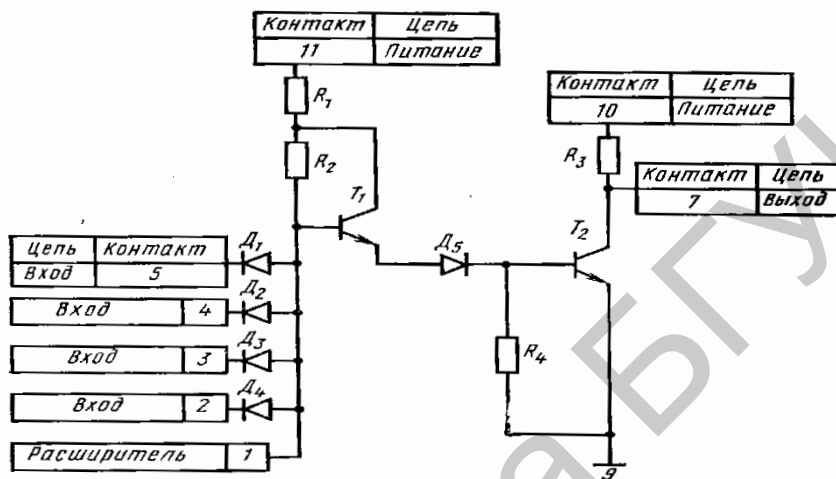 Контакт Цепь
11 Питание
R1
R2
T1
Контакт Цепь
10 Питание
R3
Контакт Цепь
7 Выход
T2
Цепь Контакт
Вход 5
Д1
Вход 4
Д2
Вход 3
Д3
Вход 2
Д4
Расширитель 1
Д5
R4
9
БГУ